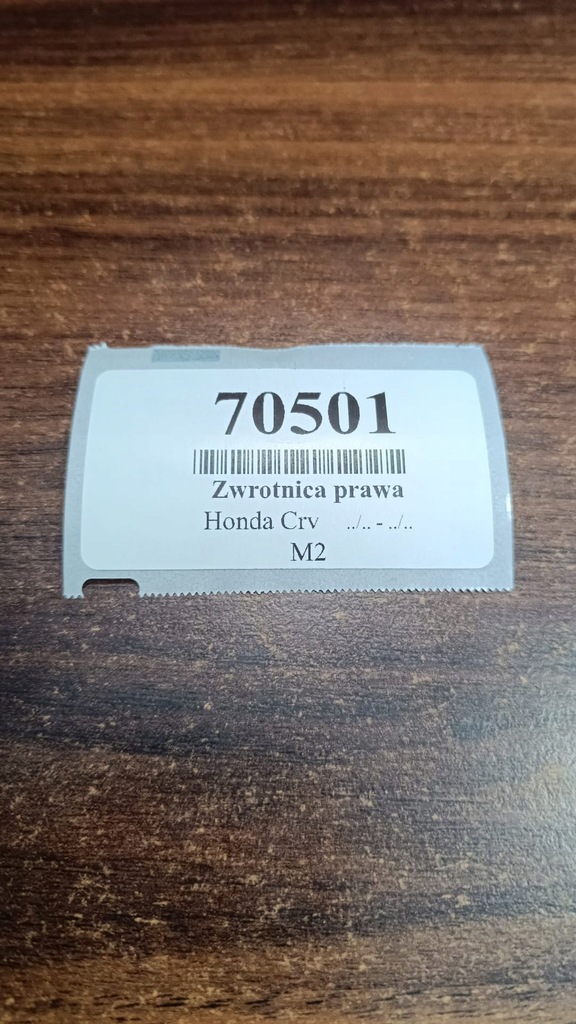 70501
Zwrotnica prawa
Honda Crv ../.. - ../..
M2